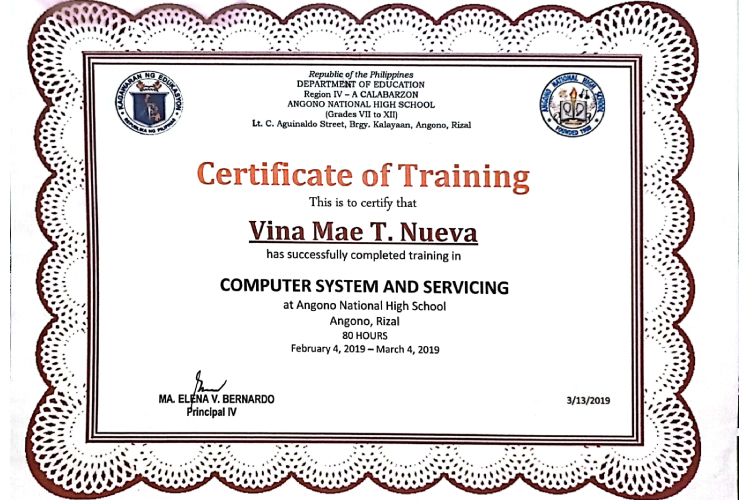 Republic of the Philippines
DEPARTMENT OF EDUCATION
Region IV – A CALABARZON
ANGONO NATIONAL HIGH SCHOOL
(Grades VII to XII)
Lt. C. Aguinaldo Street, Brgy. Kalayaan, Angono, Rizal
KAGAWARAN NG EDUKASYON
REPUBLIKA NG PILIPINAS
ANGONO NATIONAL HIGH SCHOOL
FOUNDED 1950
Certificate of Training
This is to certify that
Vina Mae T. Nueva
has successfully completed training in
COMPUTER SYSTEM AND SERVICING
at Angono National High School
Angono, Rizal
80 HOURS
February 4, 2019 – March 4, 2019
MA. ELENA V. BERNARDO
Principal IV
3/13/2019